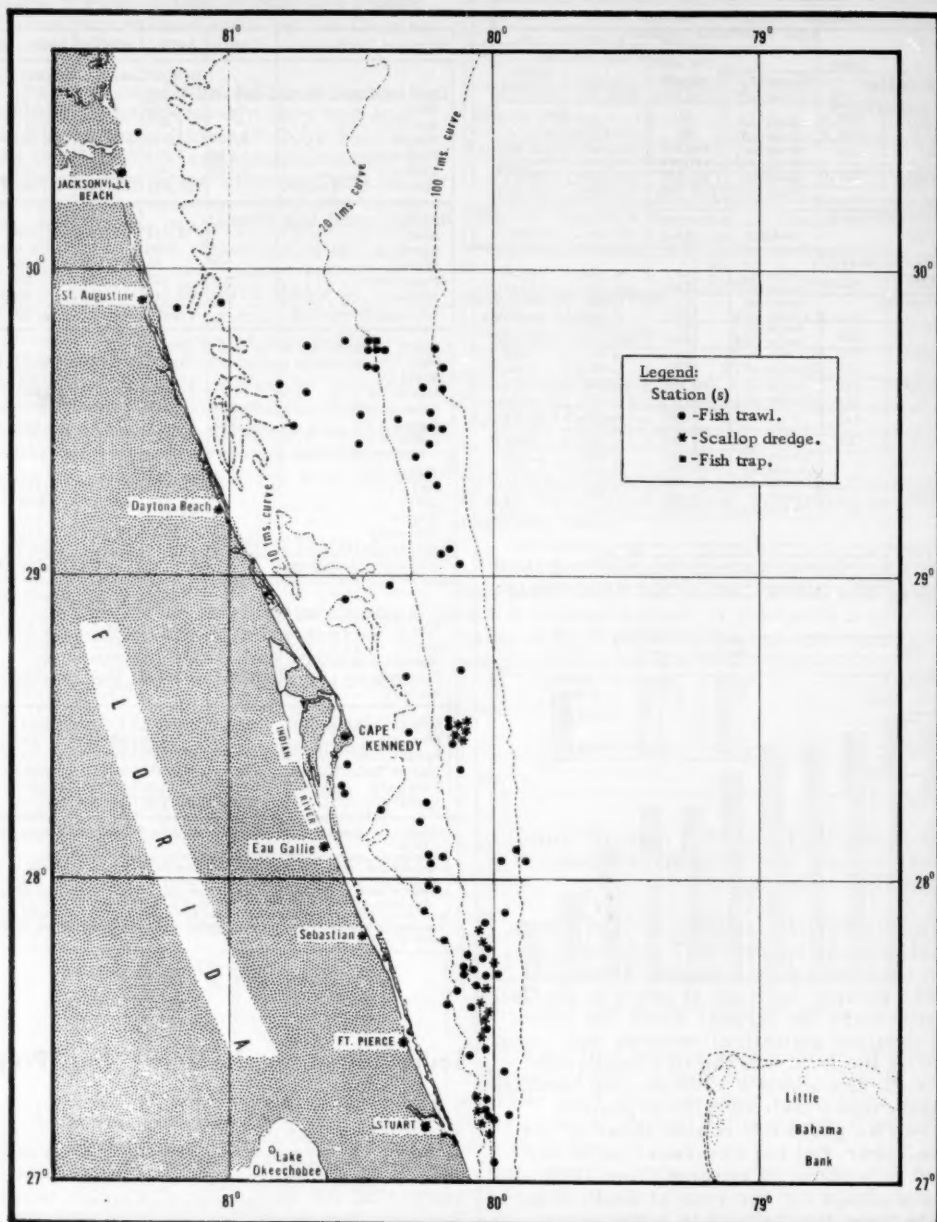 81° 80° 79°
100 fms. curve
20 fms. curve
JACKSONVILLE
BEACH
30° 30°
St. Augustine
Legend:
Station (s)
● -Fish trawl.
✱ -Scallop dredge.
■ -Fish trap.
Daytona Beach
10 fms. curve
29° 29°
FLORIDA
INDIAN
RIVER
CAPE
KENNEDY
Eau Gallie
28° 28°
Sebastian
FT. PIERCE
STUART
Lake
Okeechobee
Little
Bahama
Bank
27° 27°
81° 80° 79°